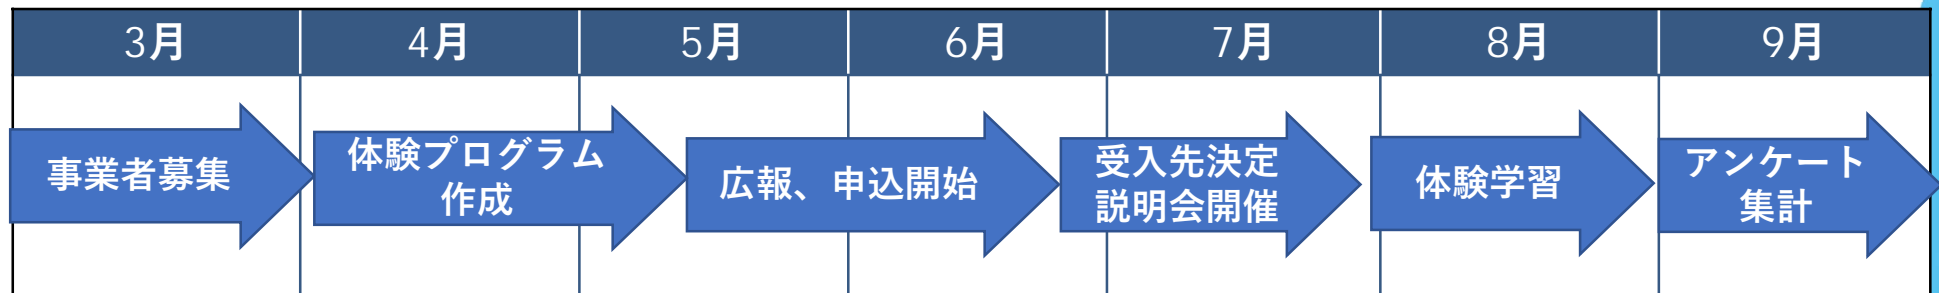 3月 4月 5月 6月 7月 8月 9月
事業者募集
体験プログラム
作成
広報、申込開始
受入先決定
説明会開催
体験学習
アンケート
集計